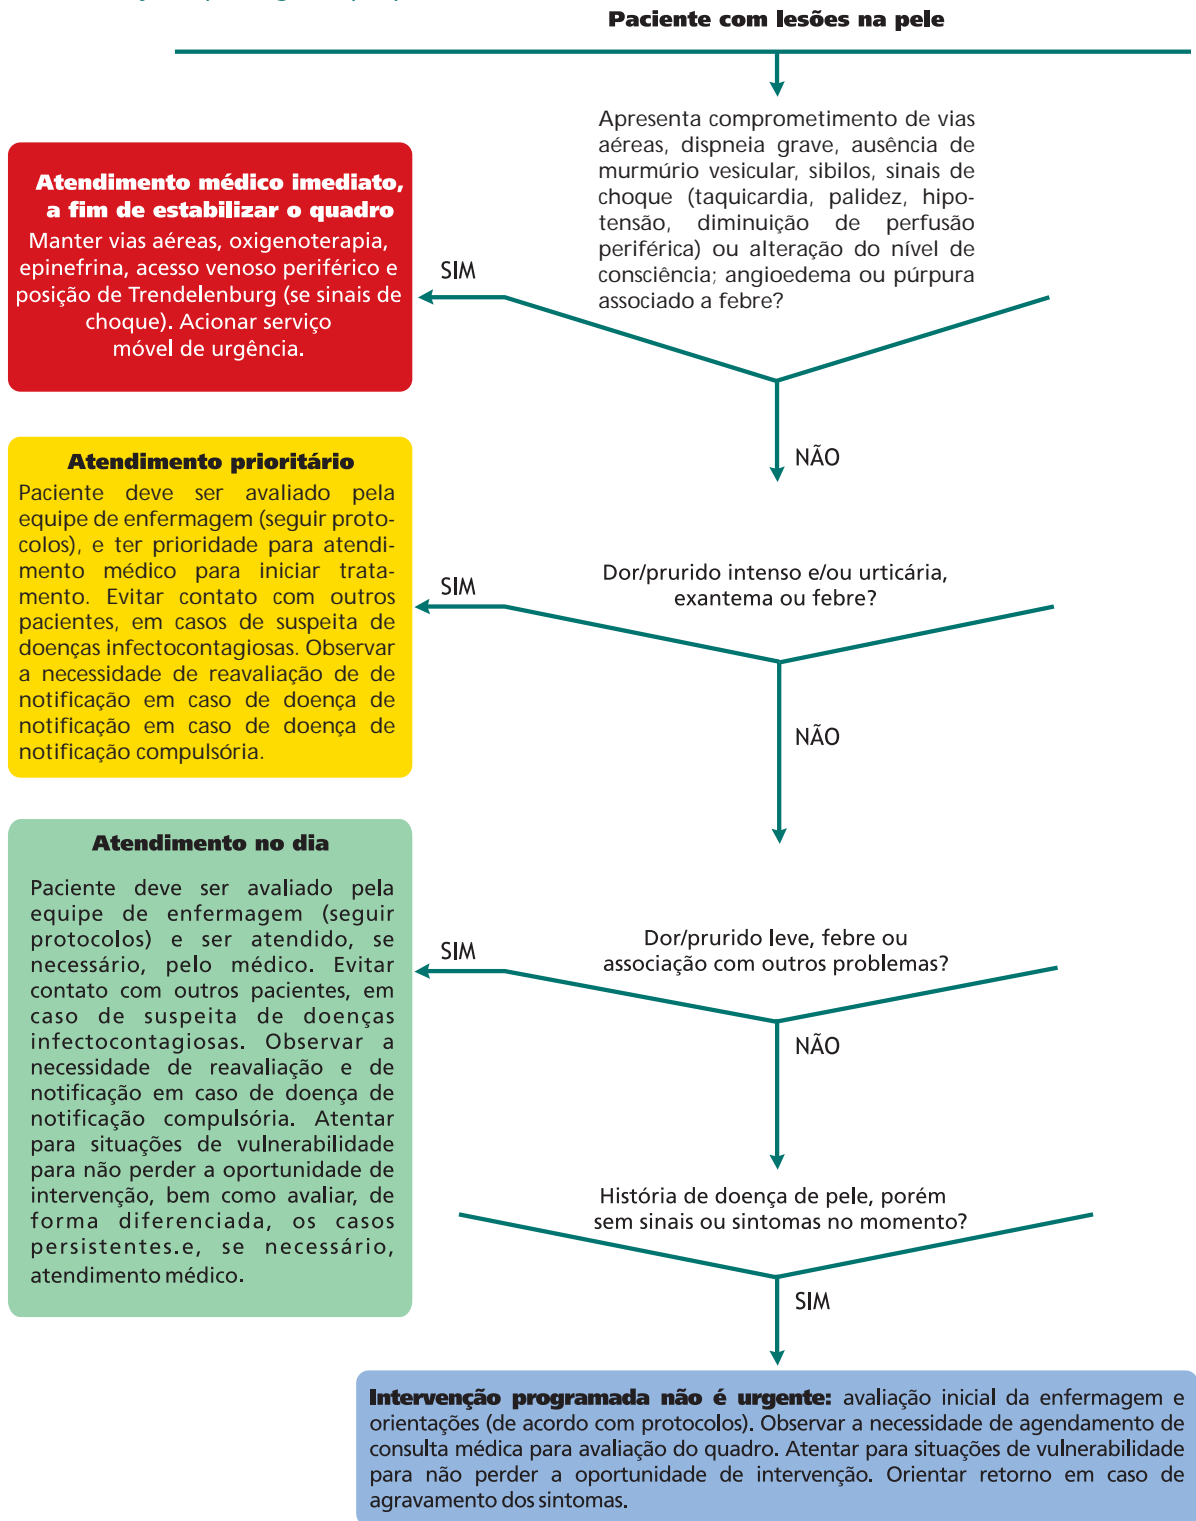 Paciente com lesões na pele
Apresenta comprometimento de vias
aéreas, dispneia grave, ausência de
murmúrio vesicular, sibilos, sinais de
choque (taquicardia, palidez, hipo-
tensão, diminuição de perfusão
periférica) ou alteração do nível de
consciência; angioedema ou púrpura
associado a febre?
SIM
Atendimento médico imediato,
a fim de estabilizar o quadro
Manter vias aéreas, oxigenoterapia,
epinefrina, acesso venoso periférico e
posição de Trendelenburg (se sinais de
choque). Acionar serviço
móvel de urgência.
NÃO
Dor/prurido intenso e/ou urticária,
exantema ou febre?
SIM
Atendimento prioritário
Paciente deve ser avaliado pela
equipe de enfermagem (seguir proto-
colos), e ter prioridade para atendi-
mento médico para iniciar trata-
mento. Evitar contato com outros
pacientes, em casos de suspeita de
doenças infectocontagiosas. Observar
a necessidade de reavaliação de de
notificação em caso de doença de
notificação em caso de doença de
notificação compulsória.
NÃO
Dor/prurido leve, febre ou
associação com outros problemas?
SIM
Atendimento no dia
Paciente deve ser avaliado pela
equipe de enfermagem (seguir
protocolos) e ser atendido, se
necessário, pelo médico. Evitar
contato com outros pacientes, em
caso de suspeita de doenças
infectocontagiosas. Observar a
necessidade de reavaliação e de
notificação em caso de doença de
notificação compulsória. Atentar
para situações de vulnerabilidade
para não perder a oportunidade de
intervenção, bem como avaliar, de
forma diferenciada, os casos
persistentes.e, se necessário,
atendimento médico.
NÃO
História de doença de pele, porém
sem sinais ou sintomas no momento?
SIM
Intervenção programada não é urgente: avaliação inicial da enfermagem e
orientações (de acordo com protocolos). Observar a necessidade de agendamento de
consulta médica para avaliação do quadro. Atentar para situações de vulnerabilidade
para não perder a oportunidade de intervenção. Orientar retorno em caso de
agravamento dos sintomas.